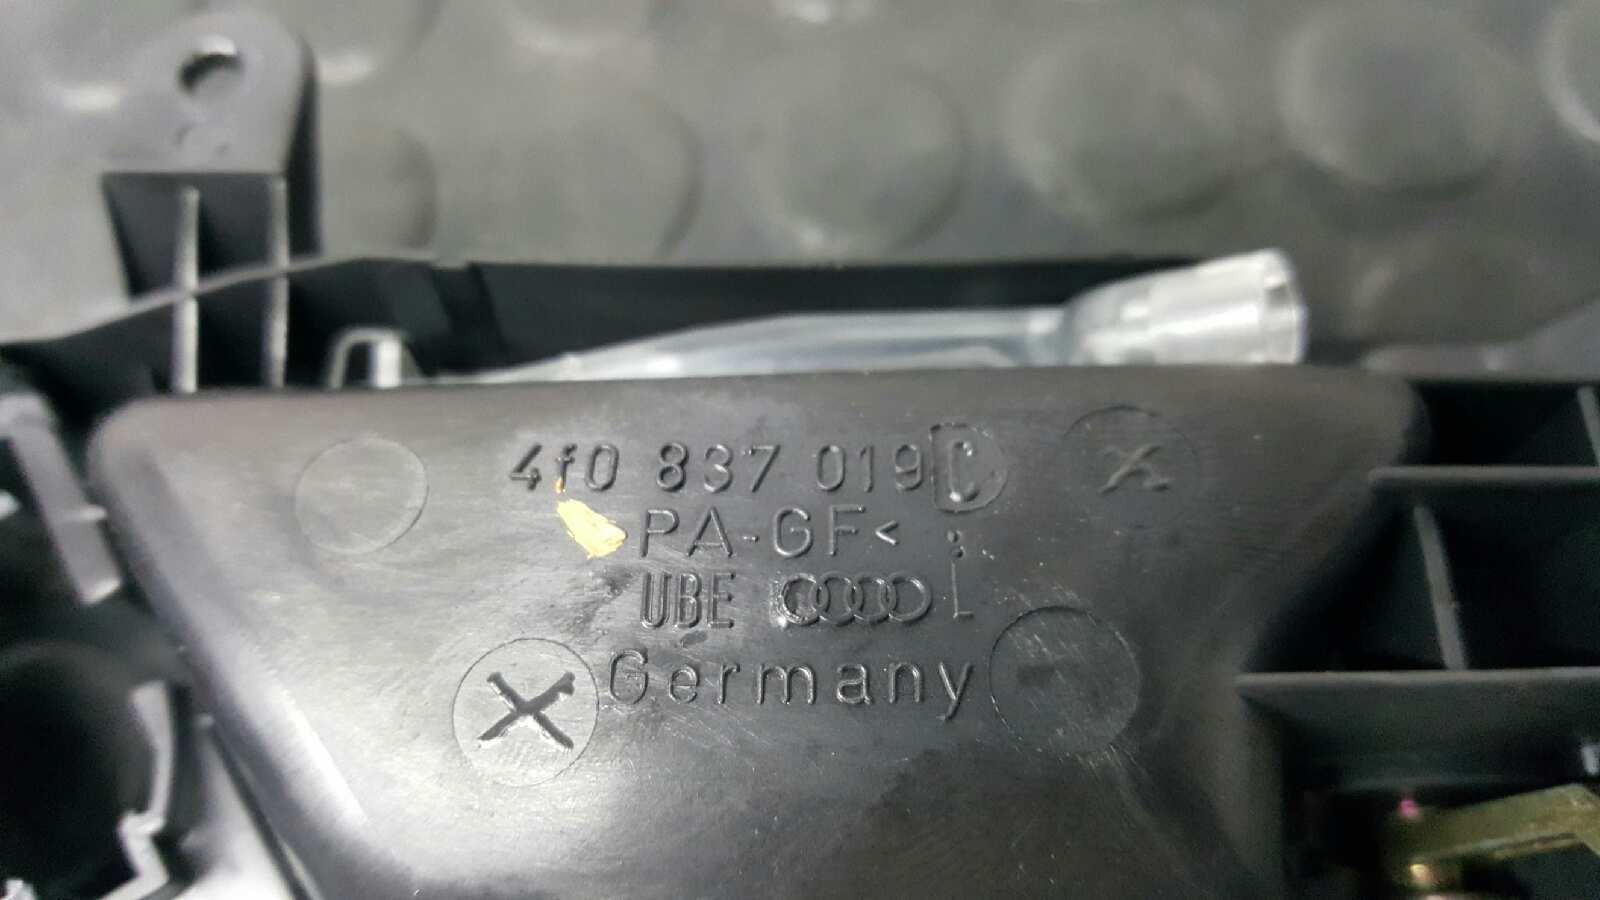 4f0 837 019 C
PA-GF<
UBE
Germany